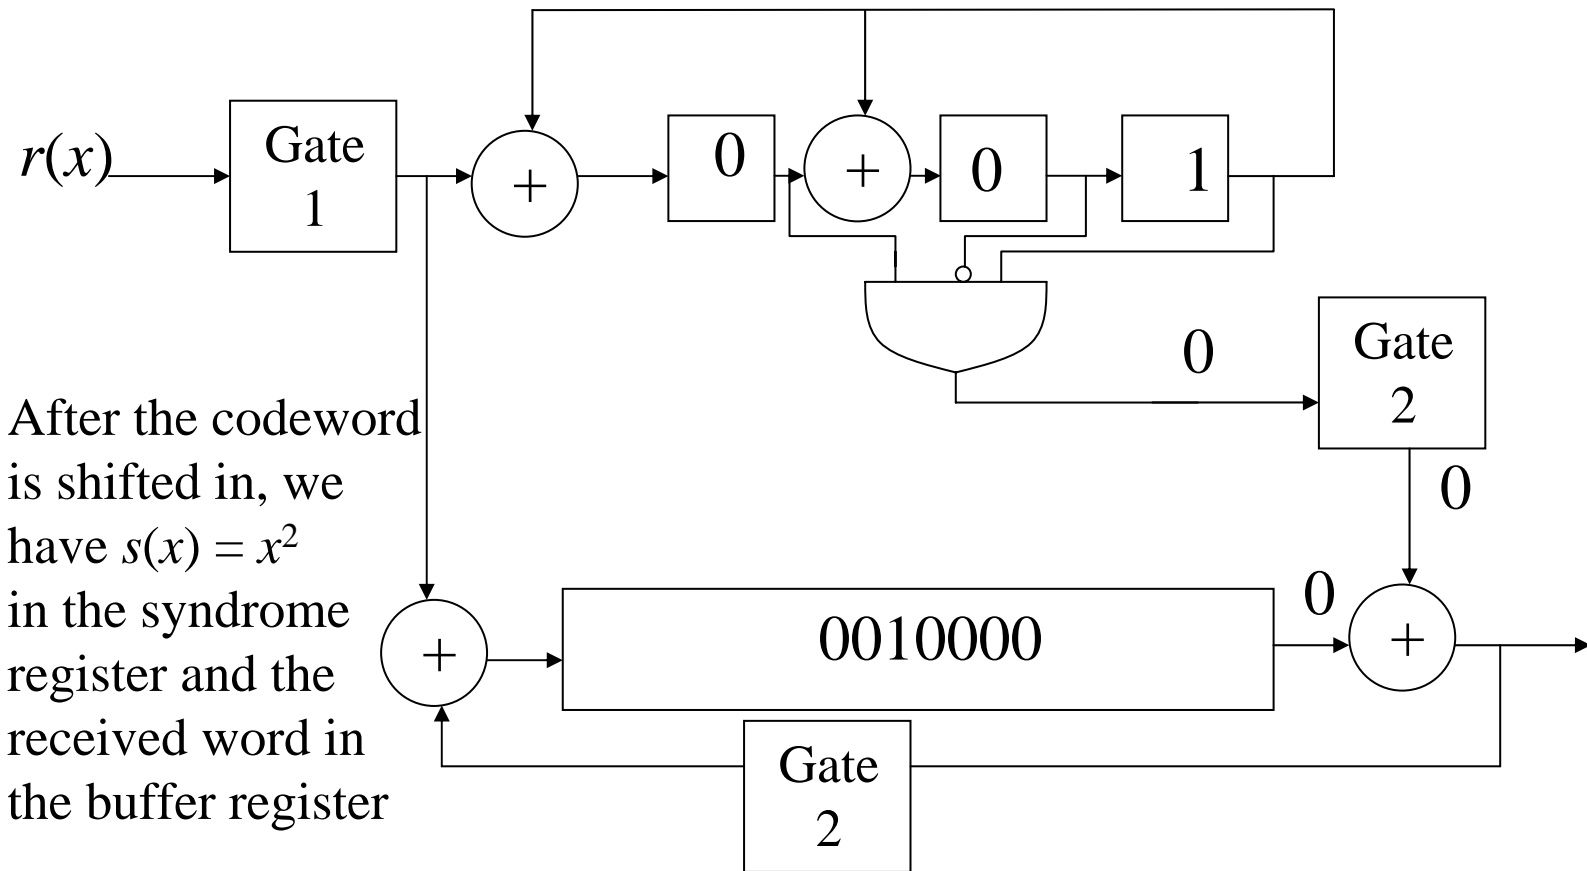 r(x)
Gate
1
+
0
+
0
1
0
Gate
2
0
After the codeword
is shifted in, we
have s(x) = x²
in the syndrome
register and the
received word in
the buffer register
+
0010000
0
+
Gate
2